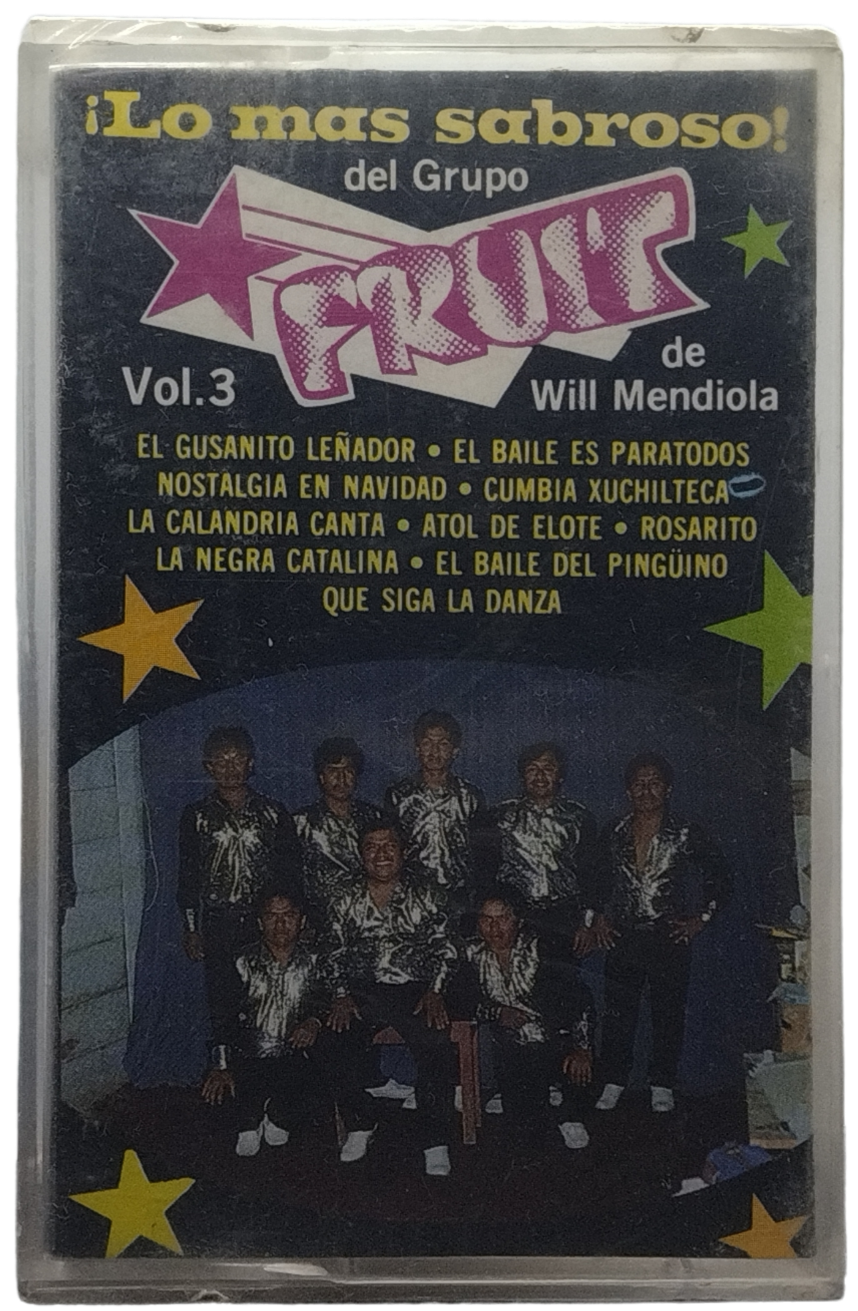 ¡Lo mas sabroso!
del Grupo
FRUIT
de
Vol.3
Will Mendiola
EL GUSANITO LEÑADOR • EL BAILE ES PARATODOS
NOSTALGIA EN NAVIDAD • CUMBIA XUCHILTECA
LA CALANDRIA CANTA • ATOL DE ELOTE • ROSARITO
LA NEGRA CATALINA • EL BAILE DEL PINGÜINO
QUE SIGA LA DANZA